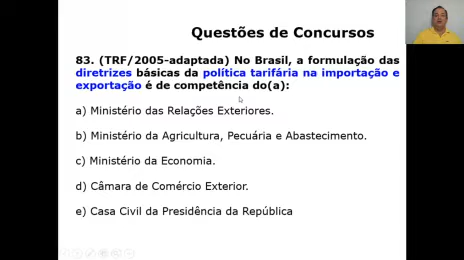 Questões de Concursos
83. (TRF/2005-adaptada) No Brasil, a formulação das
diretrizes básicas da política tarifária na importação e
exportação é de competência do(a):
a) Ministério das Relações Exteriores.
b) Ministério da Agricultura, Pecuária e Abastecimento.
c) Ministério da Economia.
d) Câmara de Comércio Exterior.
e) Casa Civil da Presidência da República